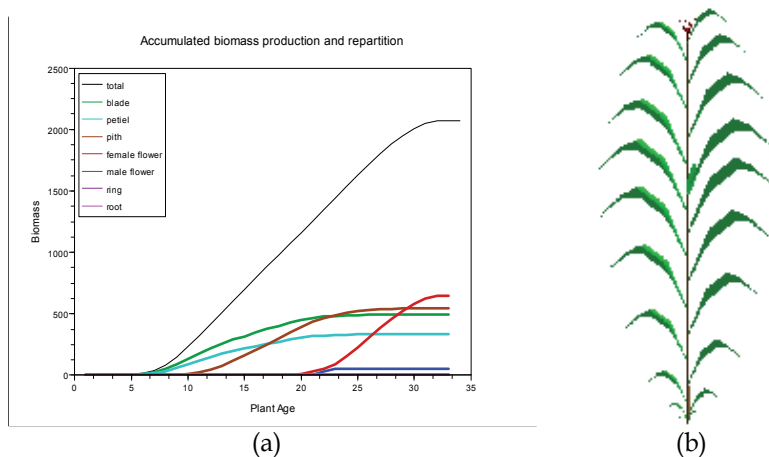 Accumulated biomass production and repartition
2500
2000
1500
1000
500
0
Biomass
total
blade
petiel
pith
female flower
male flower
ring
root
0 5 10 15 20 25 30 35
Plant Age
(a) (b)